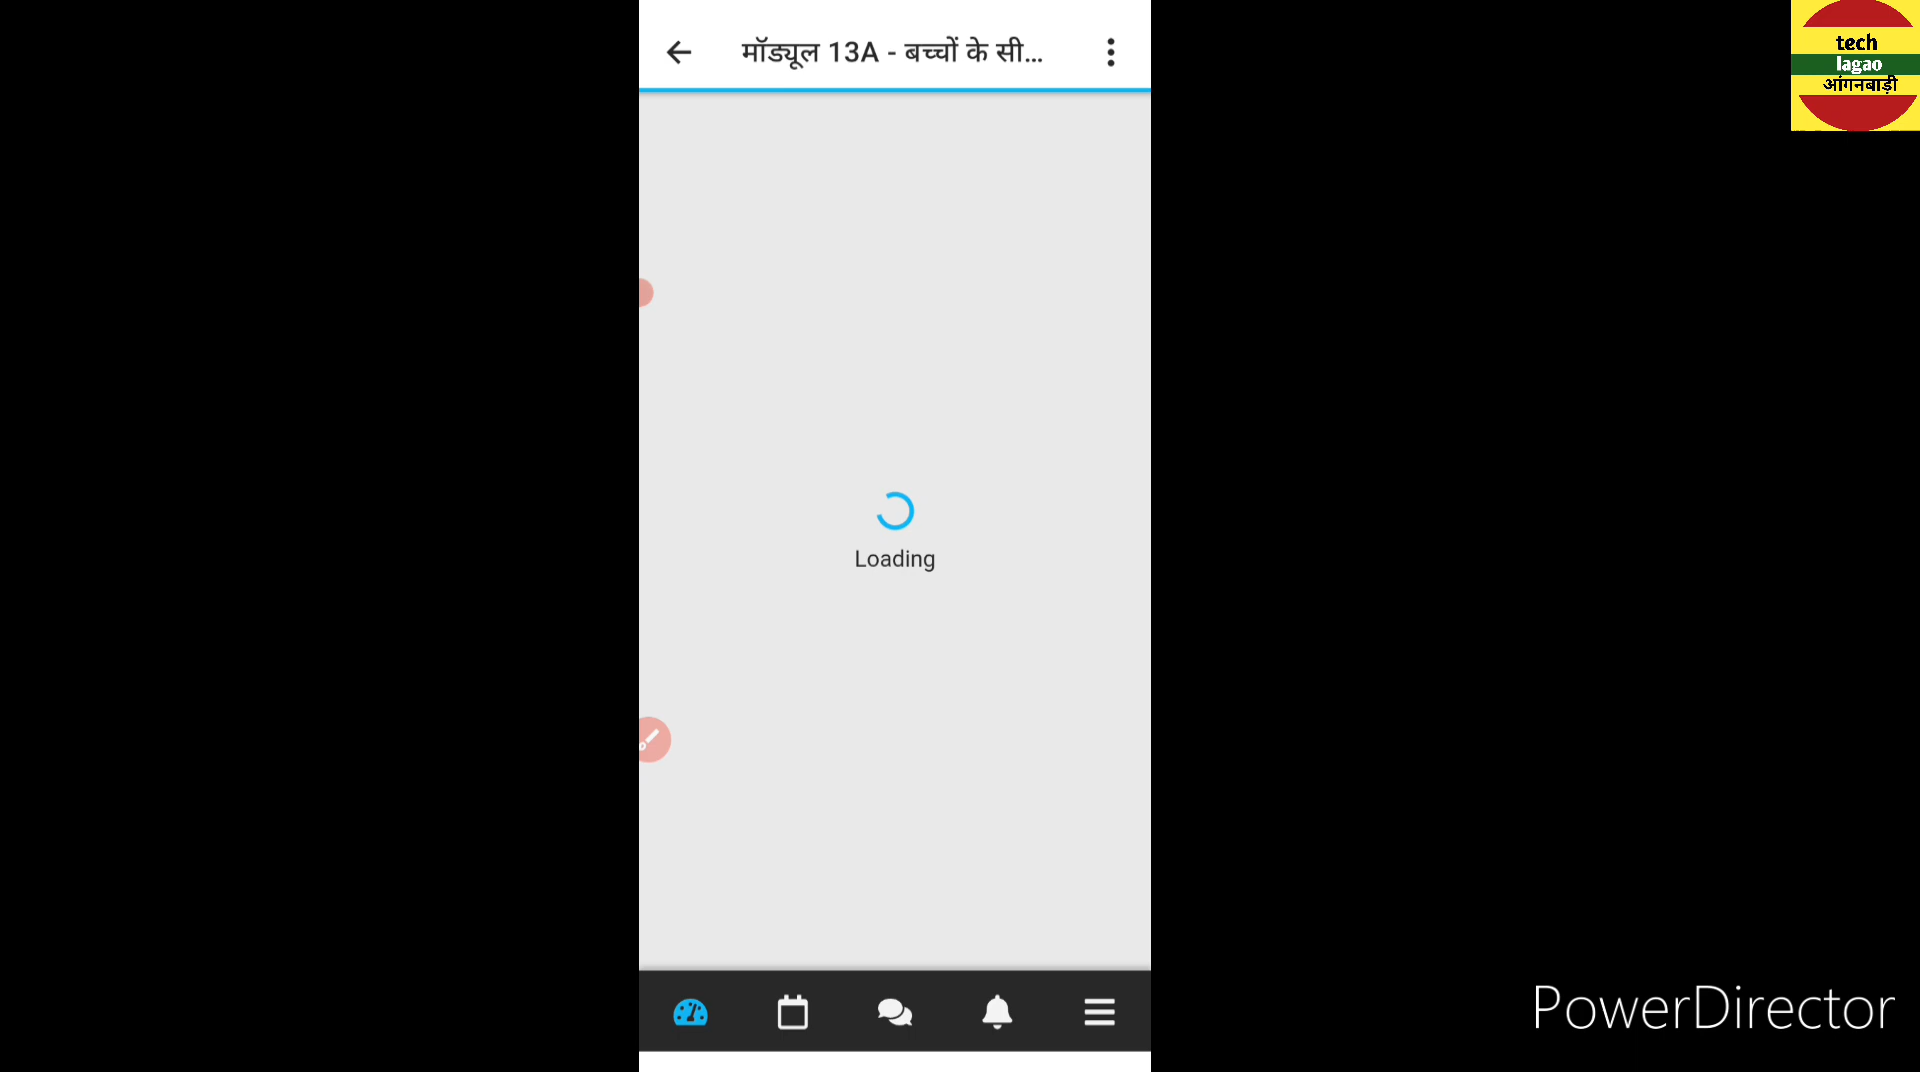 मॉड्यूल 13A - बच्चों के सी...
tech
lagao
आंगनबाड़ी
Loading
PowerDirector